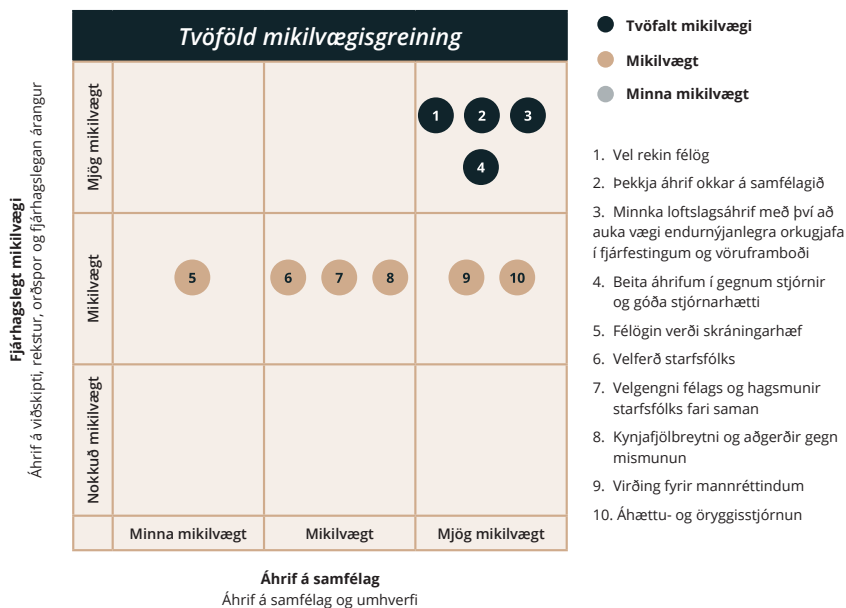 Tvöföld mikilvægisgreining
Fjárhagslegt mikilvægi
Áhrif á viðskipti, rekstur, orðspor og fjárhagslegan árangur
Mjög mikilvægt
1
2
3
4
Mikilvægt
5
6
7
8
9
10
Nokkuð mikilvægt
Minna mikilvægt
Mikilvægt
Mjög mikilvægt
Áhrif á samfélag
Áhrif á samfélag og umhverfi
Tvöfalt mikilvægi
Mikilvægt
Minna mikilvægt
1. Vel rekin félög
2. Þekkja áhrif okkar á samfélagið
3. Minnka loftslagsáhrif með því að
auka vægi endurnýjanlegra orkugjafa
í fjárfestingum og vöruframboði
4. Beita áhrifum í gegnum stjórnir
og góða stjórnarhætti
5. Félögin verði skráningarhæf
6. Velferð starfsfólks
7. Velgengni félags og hagsmunir
starfsfólks fari saman
8. Kynjafjölbreytni og aðgerðir gegn
mismunun
9. Virðing fyrir mannréttindum
10. Áhættu- og öryggisstjórnun